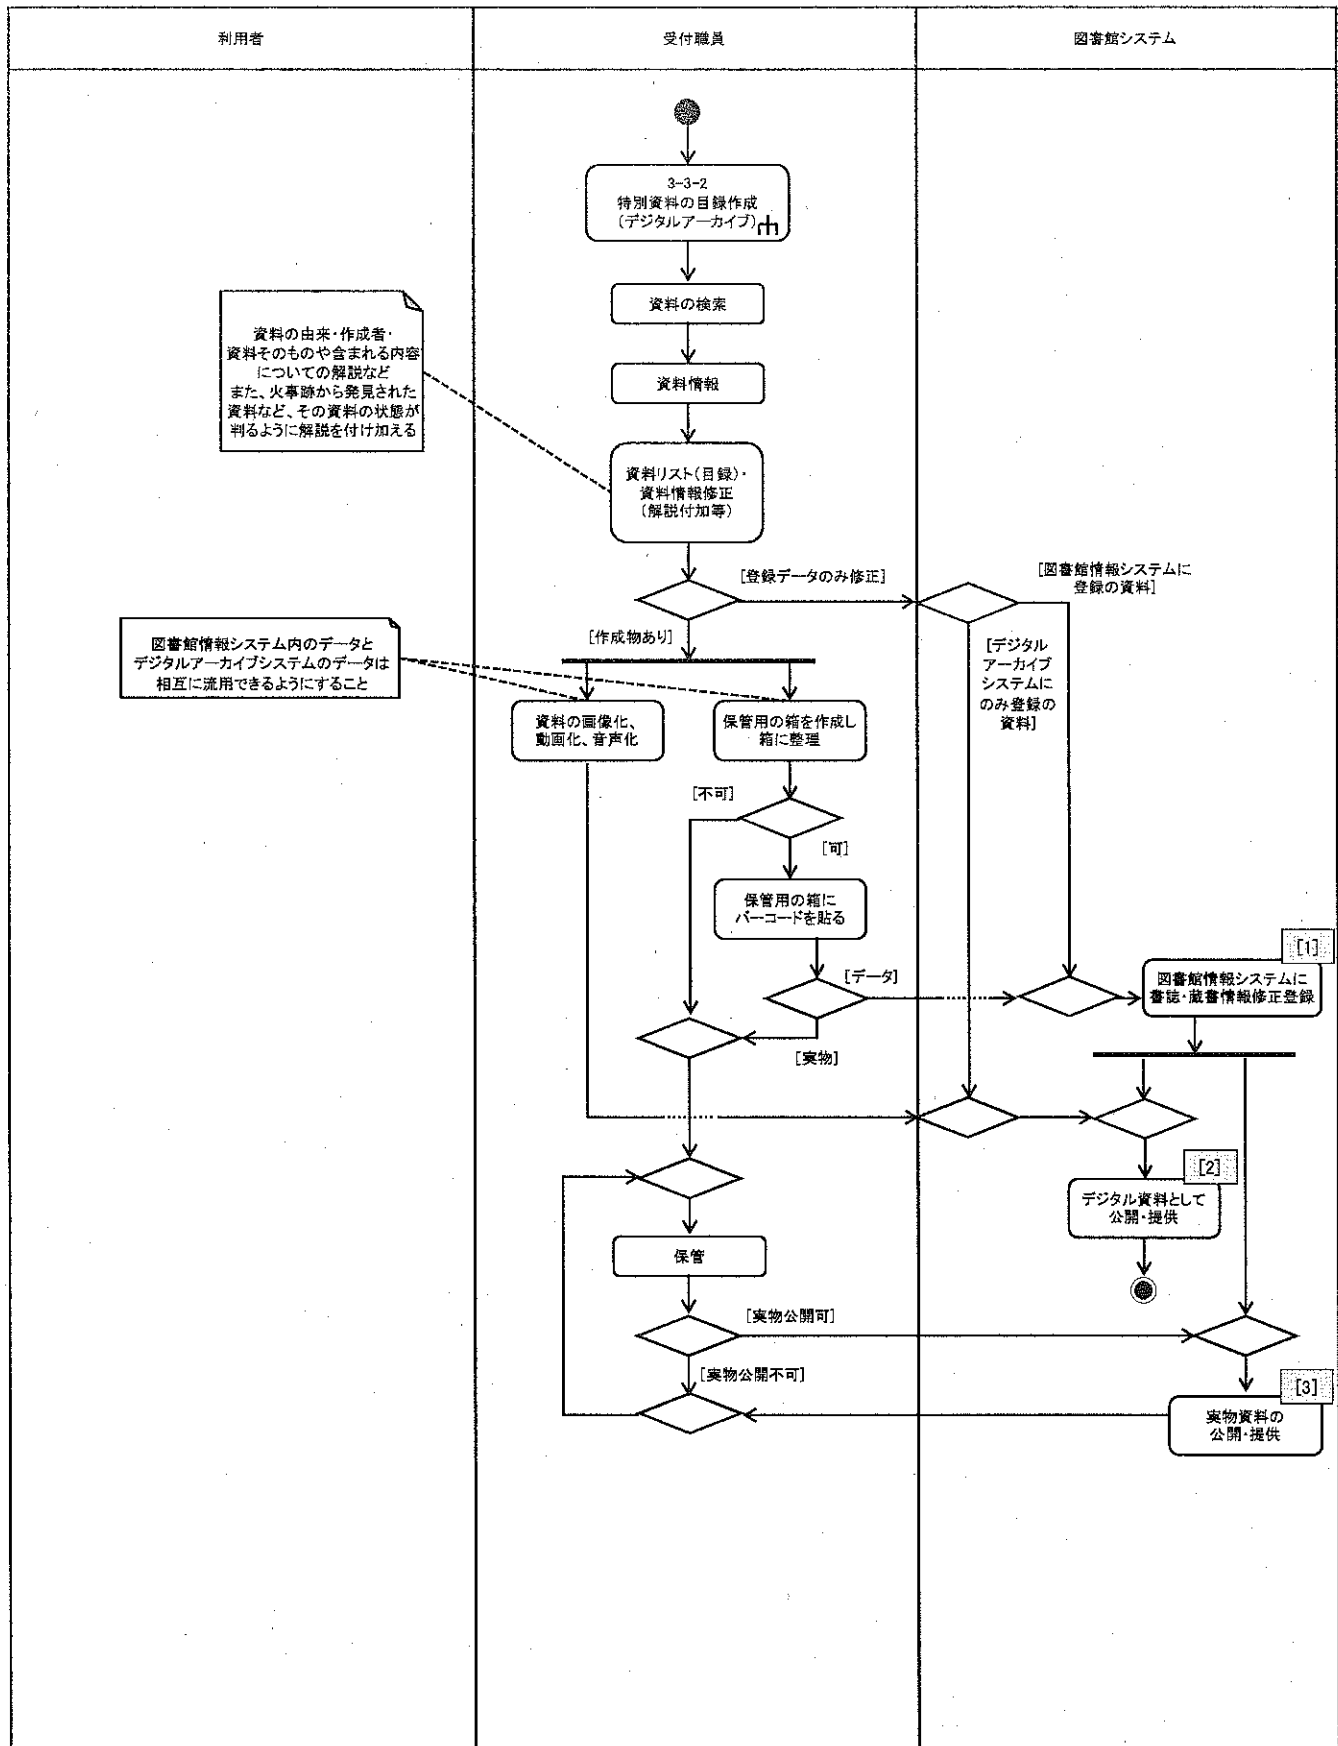 利用者
受付職員
図書館システム
3-3-2
特別資料の目録作成
(デジタルアーカイブ)
資料の検索
資料の由来・作成者・
資料そのものや含まれる内容
についての解説など
また、火事跡から発見された
資料など、その資料の状態が
判るように解説を付け加える
資料情報
資料リスト(目録)・
資料情報修正
(解説付加等)
[登録データのみ修正]
[図書館情報システムに
登録の資料]
[作成物あり]
[デジタル
アーカイブ
システムに
のみ登録の
資料]
図書館情報システム内のデータと
デジタルアーカイブシステムのデータは
相互に流用できるようにすること
資料の画像化、
動画化、音声化
保管用の箱を作成し
箱に整理
[不可]
[可]
保管用の箱に
バーコードを貼る
[データ]
[1]
図書館情報システムに
書誌・蔵書情報修正登録
[実物]
[2]
デジタル資料として
公開・提供
保管
[実物公開可]
[実物公開不可]
[3]
実物資料の
公開・提供